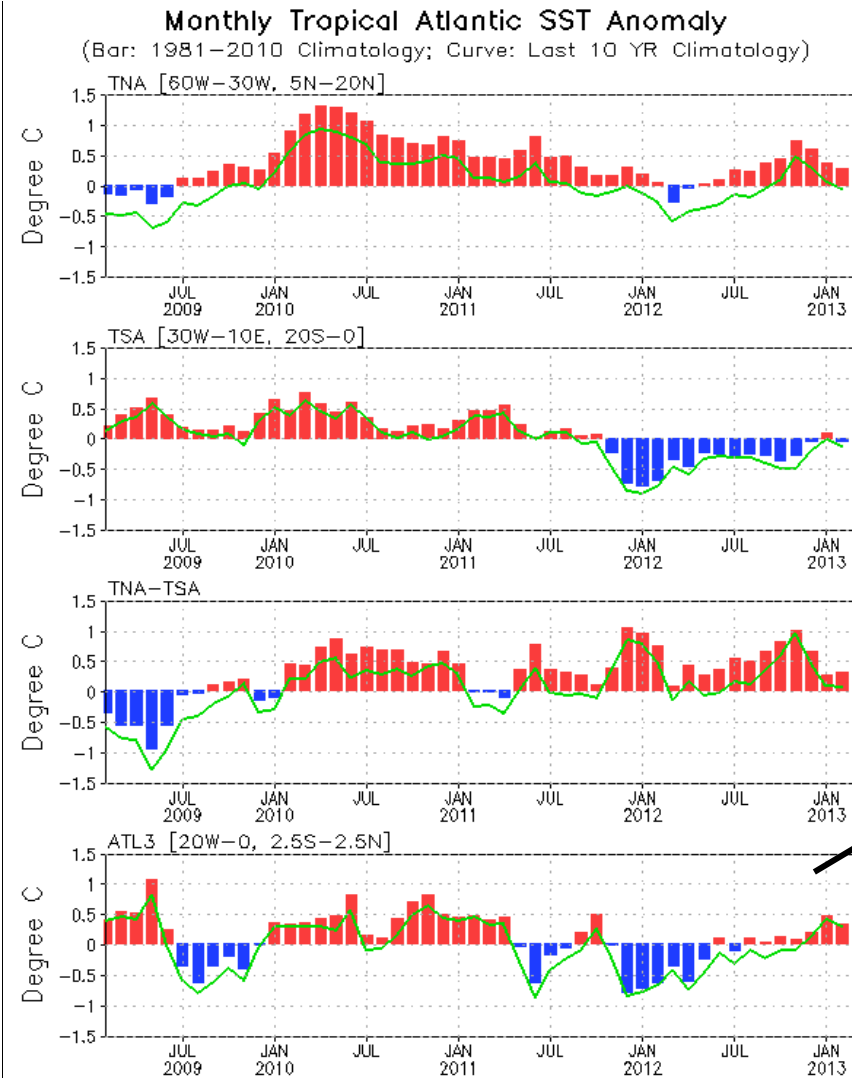 Monthly Tropical Atlantic SST Anomaly
(Bar: 1981-2010 Climatology; Curve: Last 10 YR Climatology)
TNA [60W-30W, 5N-20N]
Degree C
1.5
1
0.5
0
-0.5
-1
-1.5
JUL JAN JUL JAN JUL JAN JUL JAN
2009 2010 2011 2012 2013
TSA [30W-10E, 20S-0]
Degree C
1.5
1
0.5
0
-0.5
-1
-1.5
JUL JAN JUL JAN JUL JAN JUL JAN
2009 2010 2011 2012 2013
TNA-TSA
Degree C
1.5
1
0.5
0
-0.5
-1
-1.5
JUL JAN JUL JAN JUL JAN JUL JAN
2009 2010 2011 2012 2013
ATL3 [20W-0, 2.5S-2.5N]
Degree C
1.5
1
0.5
0
-0.5
-1
-1.5
JUL JAN JUL JAN JUL JAN JUL JAN
2009 2010 2011 2012 2013